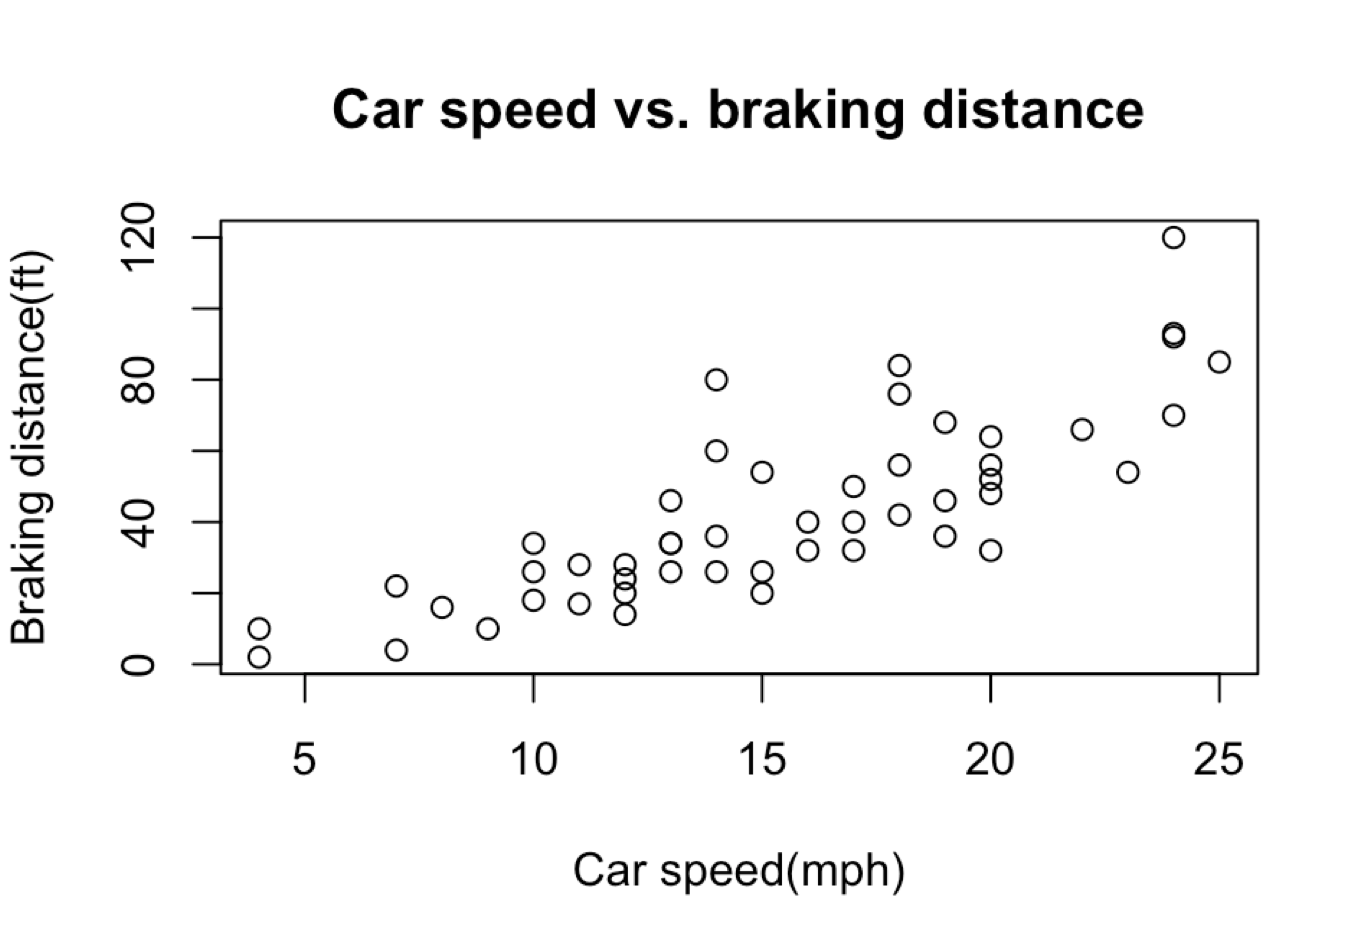 Car speed vs. braking distance
Braking distance(ft)
120
80
40
0
5 10 15 20 25
Car speed(mph)